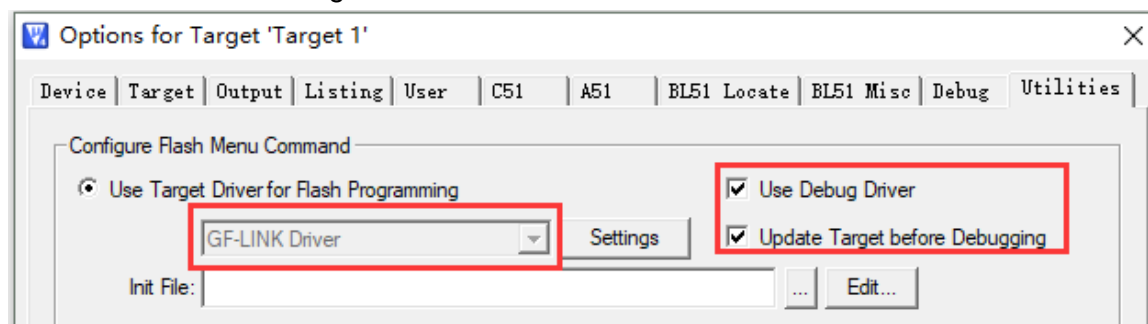 Options for Target 'Target 1'
Device Target Output Listing User C51 A51 BL51 Locate BL51 Misc Debug Utilities
Configure Flash Menu Command
Use Target Driver for Flash Programming Use Debug Driver
GF-LINK Driver Settings Update Target before Debugging
Init File: ... Edit...